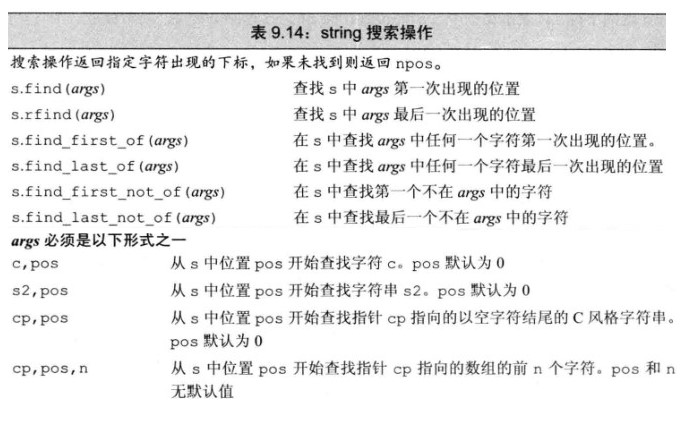 表 9.14：string 搜索操作
搜索操作返回指定字符出现的下标，如果未找到则返回 npos。
s.find(args) 查找 s 中 args 第一次出现的位置
s.rfind(args) 查找 s 中 args 最后一次出现的位置
s.find_first_of(args) 在 s 中查找 args 中任何一个字符第一次出现的位置。
s.find_last_of(args) 在 s 中查找 args 中任何一个字符最后一次出现的位置
s.find_first_not_of(args) 在 s 中查找第一个不在 args 中的字符
s.find_last_not_of(args) 在 s 中查找最后一个不在 args 中的字符
args 必须是以下形式之一
c,pos 从 s 中位置 pos 开始查找字符 c。pos 默认为 0
s2,pos 从 s 中位置 pos 开始查找字符串 s2。pos 默认为 0
cp,pos 从 s 中位置 pos 开始查找指针 cp 指向的以空字符结尾的 C 风格字符串。
pos 默认为 0
cp,pos,n 从 s 中位置 pos 开始查找指针 cp 指向的数组的前 n 个字符。pos 和 n
无默认值